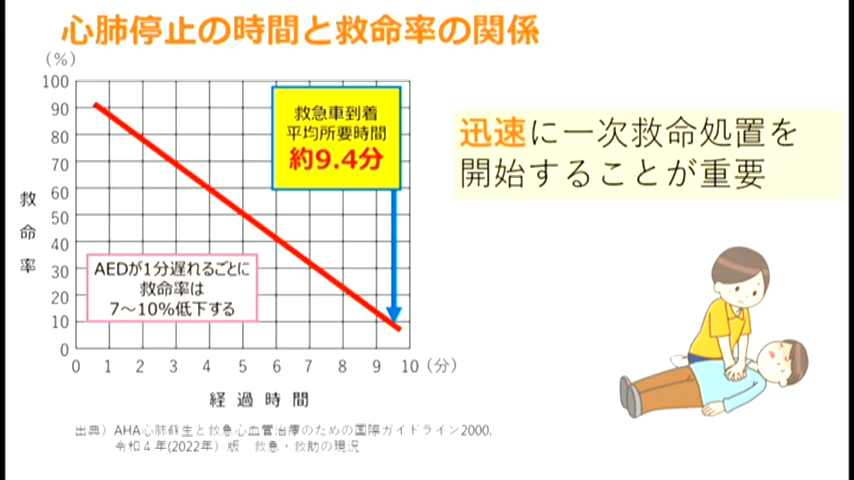 心肺停止の時間と救命率の関係
(%)
100
90
80
70
60
50
40
30
20
10
0
救命率
救急車到着
平均所要時間
約9.4分
AEDが1分遅れるごとに
救命率は
7～10%低下する
0 1 2 3 4 5 6 7 8 9 10 (分)
経過時間
迅速に一次救命処置を
開始することが重要
出典）AHA心肺蘇生と救急心血管治療のための国際ガイドライン2000.
令和4年(2022年）版 救急・救助の現況